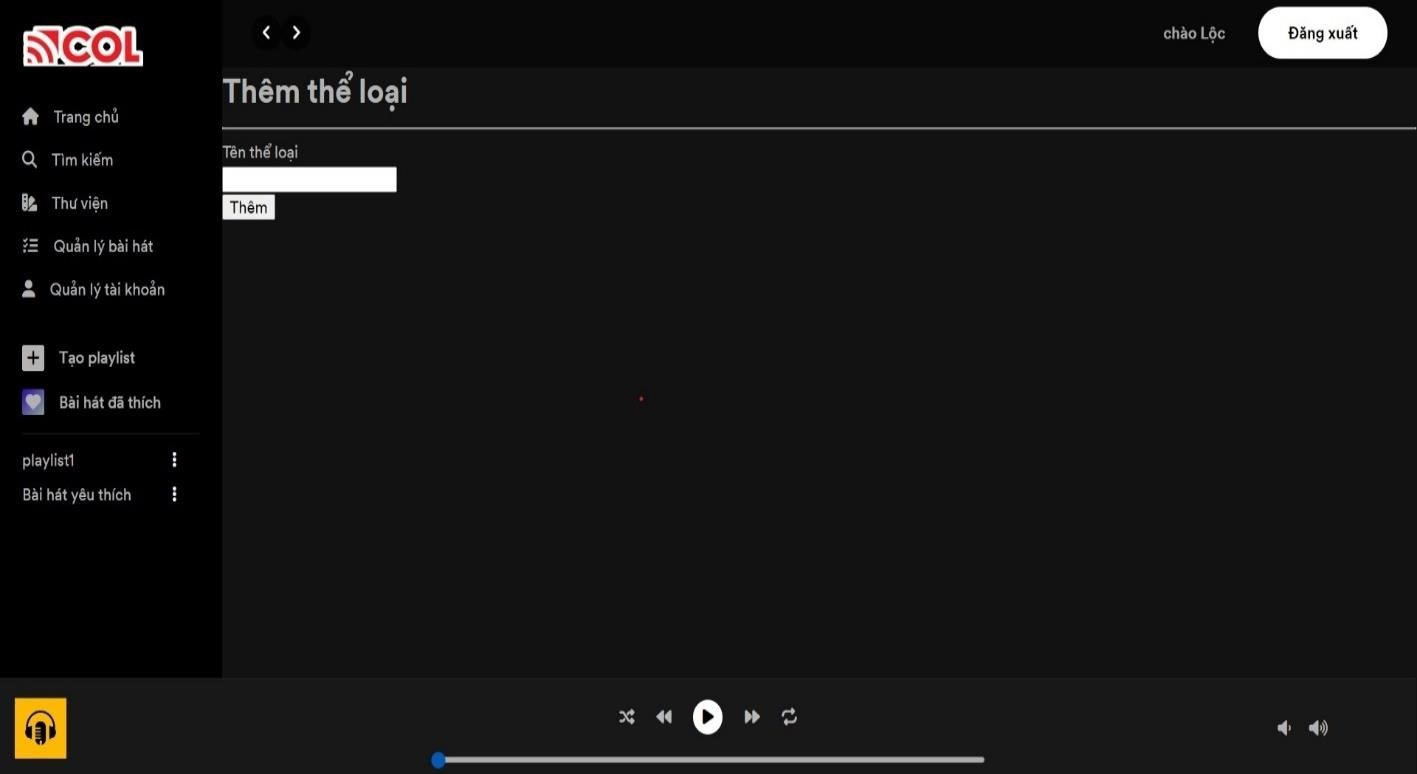 COL
Trang chủ
Tìm kiếm
Thư viện
Quản lý bài hát
Quản lý tài khoản
Tạo playlist
Bài hát đã thích
playlist1
Bài hát yêu thích
chào Lộc
Đăng xuất
Thêm thể loại
Tên thể loại
Thêm